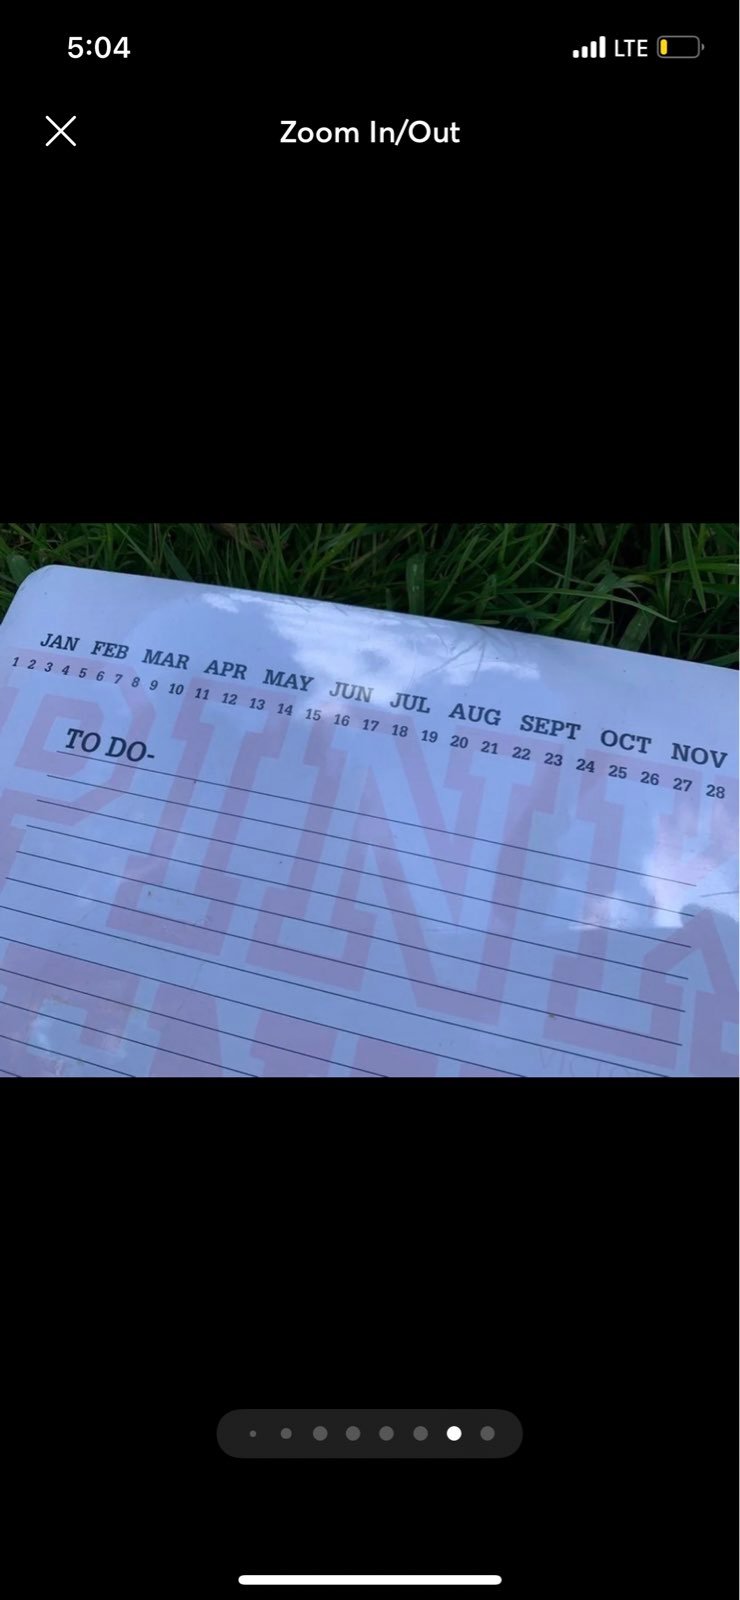 5:04 LTE
Zoom In/Out
JAN FEB MAR APR MAY JUN JUL AUG SEPT OCT NOV
1 2 3 4 5 6 7 8 9 10 11 12 13 14 15 16 17 18 19 20 21 22 23 24 25 26 27 28
TO DO-
PINK